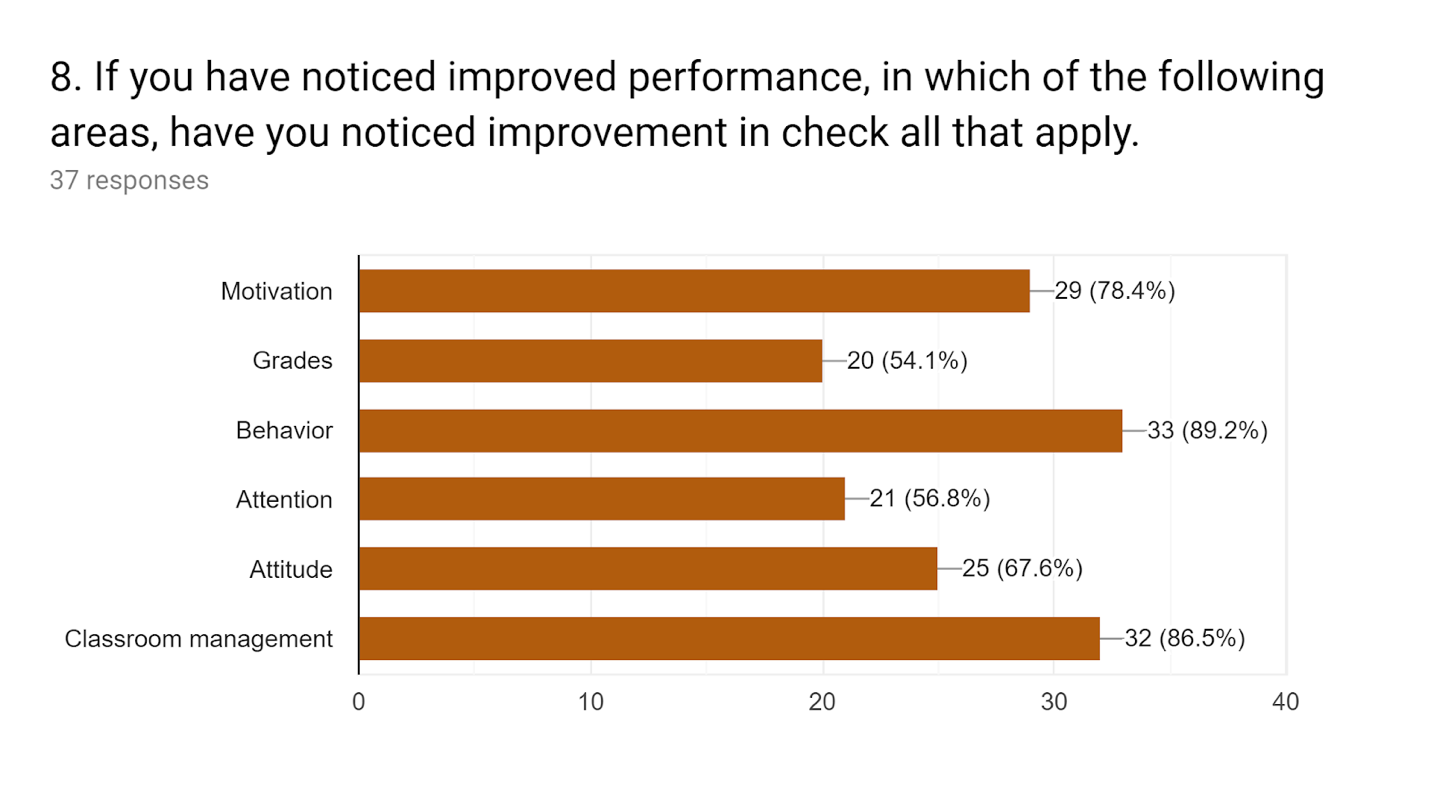 8. If you have noticed improved performance, in which of the following
areas, have you noticed improvement in check all that apply.
37 responses
Motivation 29 (78.4%)
Grades 20 (54.1%)
Behavior 33 (89.2%)
Attention 21 (56.8%)
Attitude 25 (67.6%)
Classroom management 32 (86.5%)
0 10 20 30 40